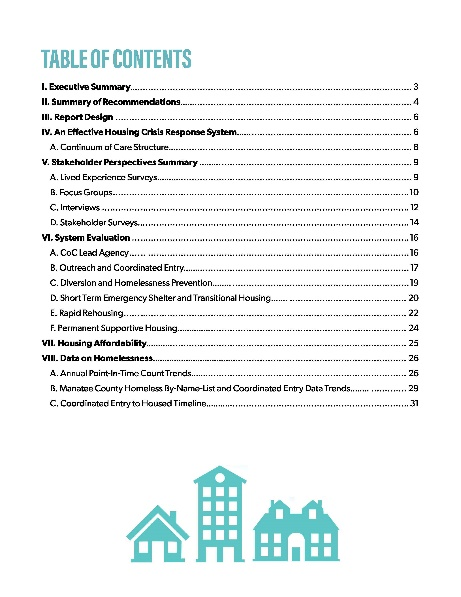 TABLE OF CONTENTS
I. Executive Summary 3
II. Summary of Recommendations 4
III. Report Design 6
IV. An Effective Housing Crisis Response System 6
A. Continuum of Care Structure 8
V. Stakeholder Perspectives Summary 9
A. Lived Experience Surveys 9
B. Focus Groups 10
C. Interviews 12
D. Stakeholder Surveys 14
VI. System Evaluation 16
A. CoC Lead Agency 16
B. Outreach and Coordinated Entry 17
C. Diversion and Homelessness Prevention 19
D. Short Term Emergency Shelter and Transitional Housing 20
E. Rapid Rehousing 22
F. Permanent Supportive Housing 24
VII. Housing Affordability 25
VIII. Data on Homelessness 26
A. Annual Point-In-Time Count Trends 26
B. Manatee County Homeless By-Name-List and Coordinated Entry Data Trends 29
C. Coordinated Entry to Housed Timeline 31